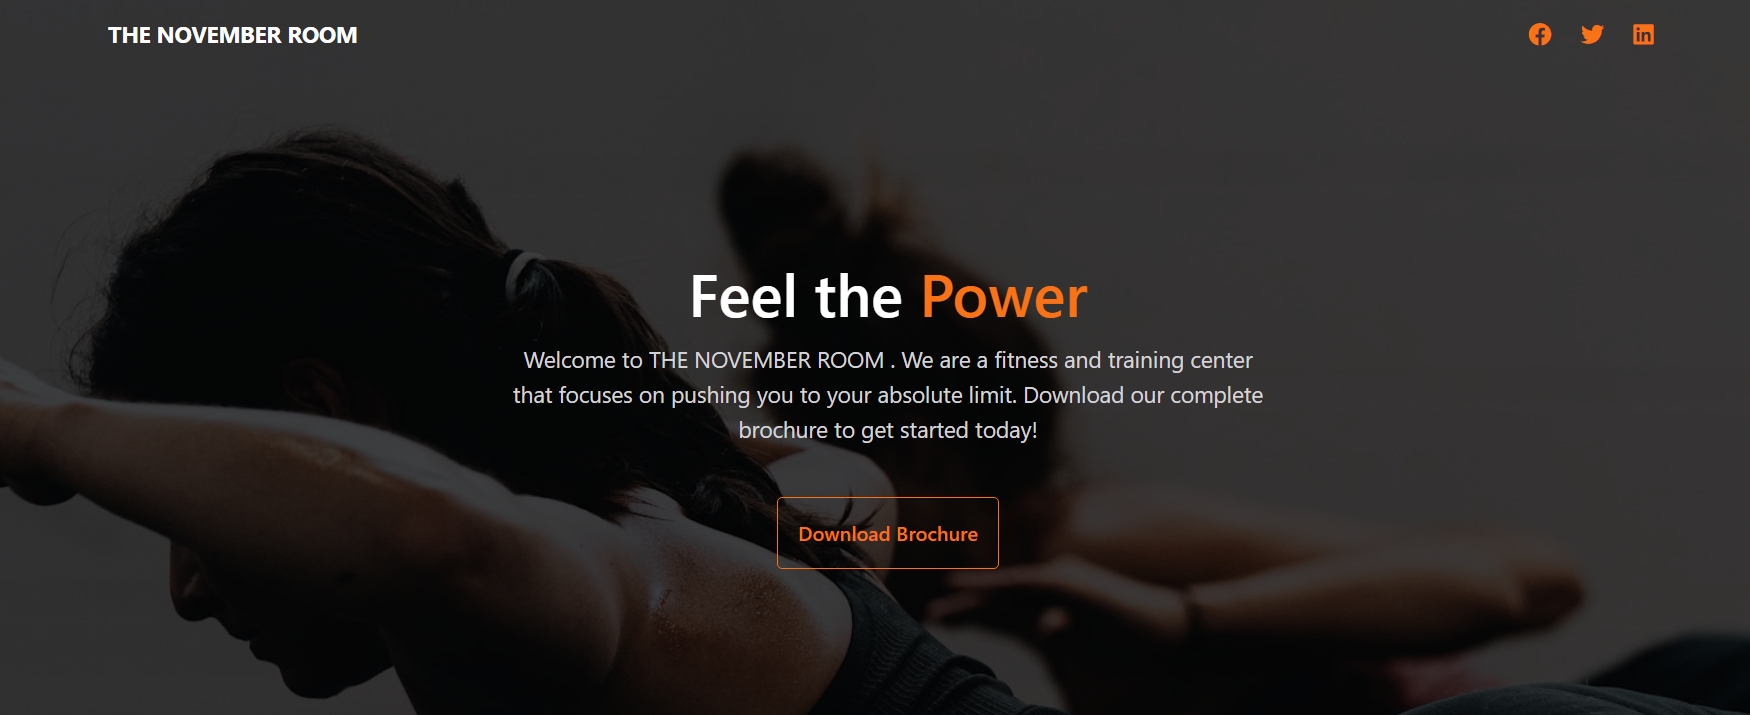 THE NOVEMBER ROOM
Feel the Power
Welcome to THE NOVEMBER ROOM . We are a fitness and training center
that focuses on pushing you to your absolute limit. Download our complete
brochure to get started today!
Download Brochure